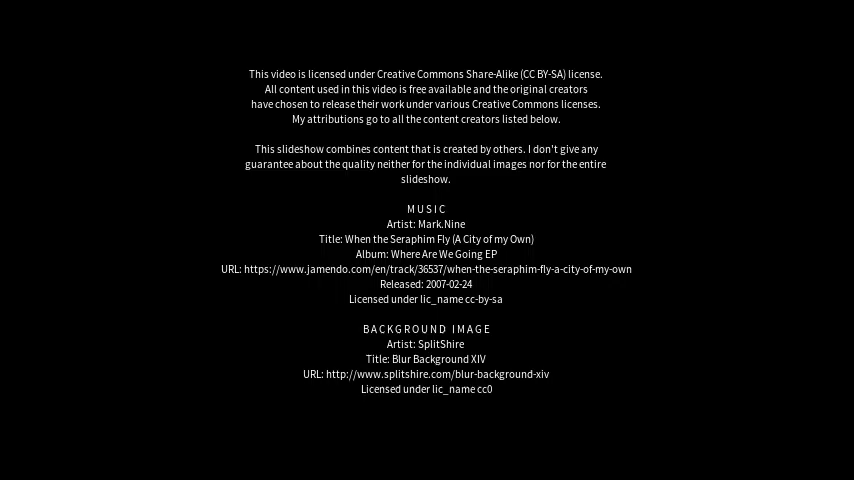 This video is licensed under Creative Commons Share-Alike (CC BY-SA) license.
All content used in this video is free available and the original creators
have chosen to release their work under various Creative Commons licenses.
My attributions go to all the content creators listed below.
This slideshow combines content that is created by others. I don't give any
guarantee about the quality neither for the individual images nor for the entire
slideshow.
MUSIC
Artist: Mark.Nine
Title: When the Seraphim Fly (A City of my Own)
Album: Where Are We Going EP
URL: https://www.jamendo.com/en/track/36537/when-the-seraphim-fly-a-city-of-my-own
Released: 2007-02-24
Licensed under lic_name cc-by-sa
BACKGROUND IMAGE
Artist: SplitShire
Title: Blur Background XIV
URL: http://www.splitshire.com/blur-background-xiv
Licensed under lic_name cc0